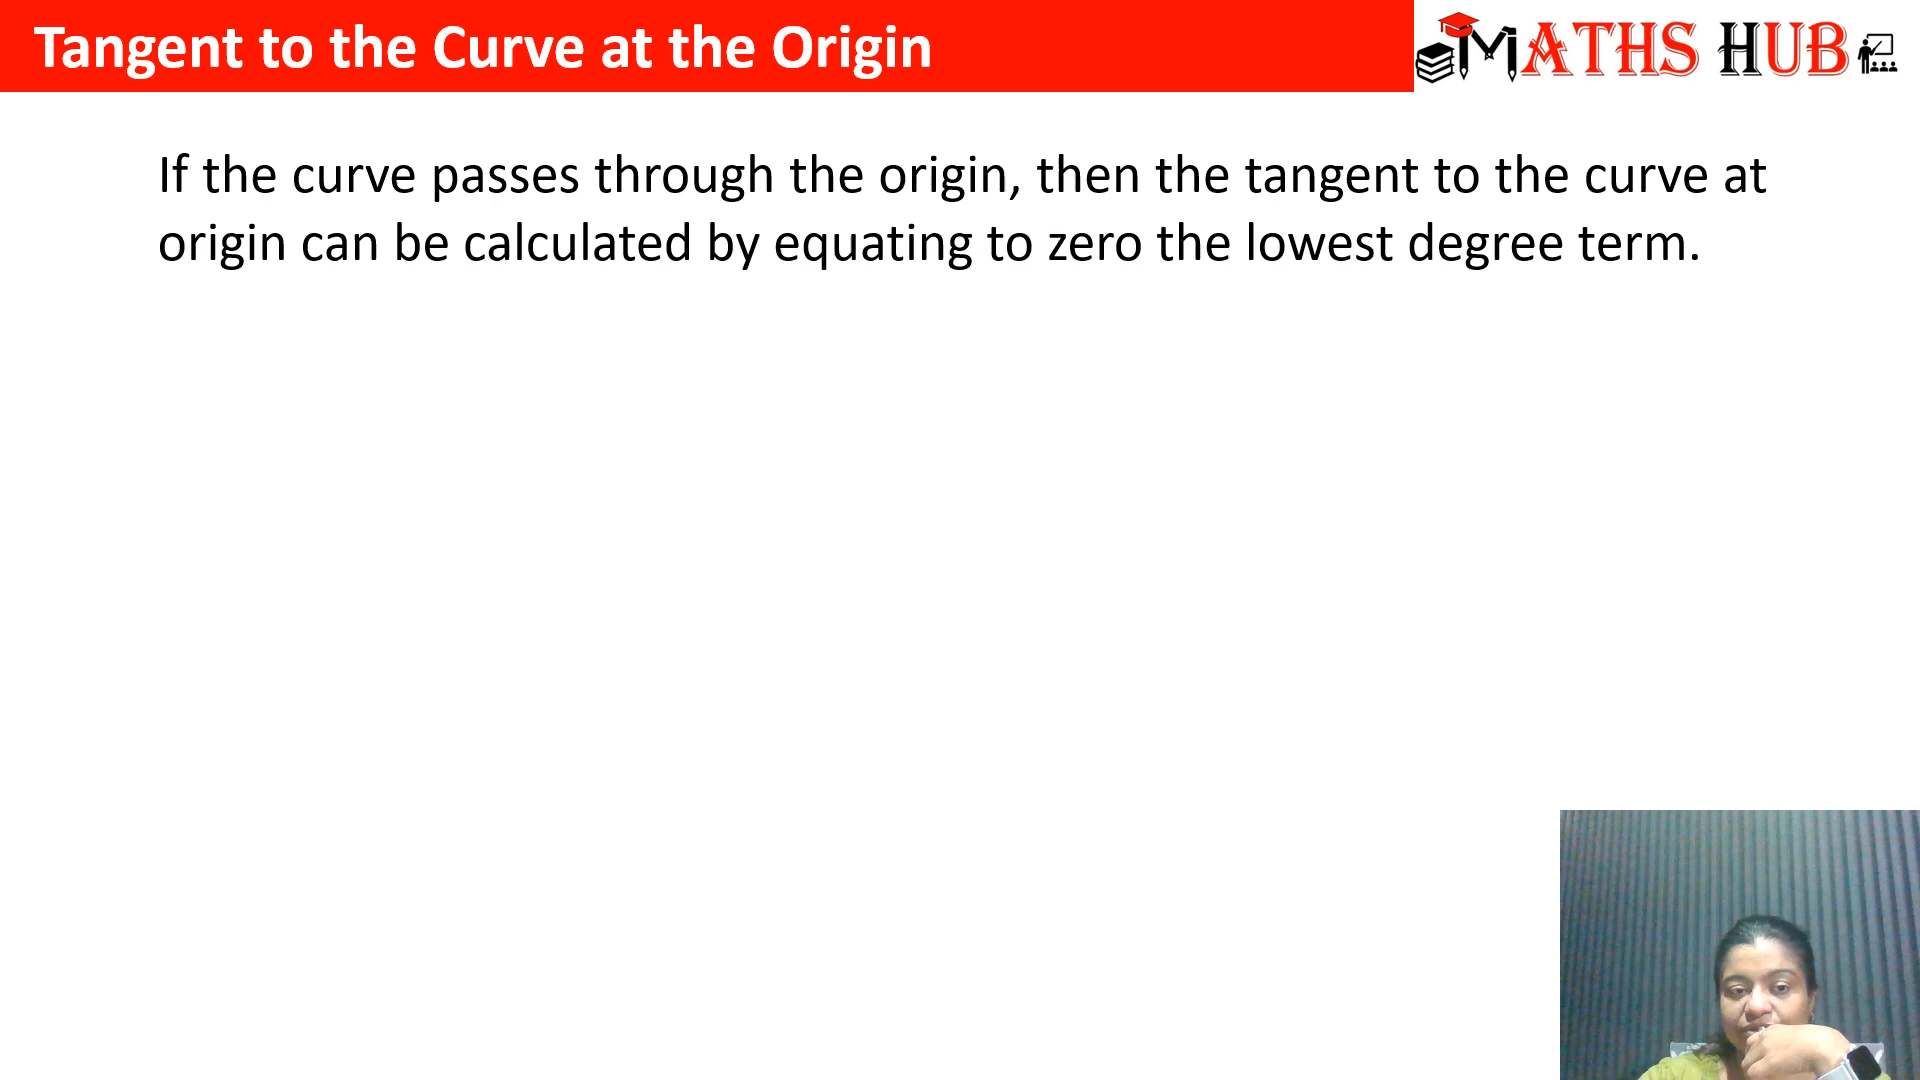 Tangent to the Curve at the Origin
MATHS HUB
If the curve passes through the origin, then the tangent to the curve at
origin can be calculated by equating to zero the lowest degree term.